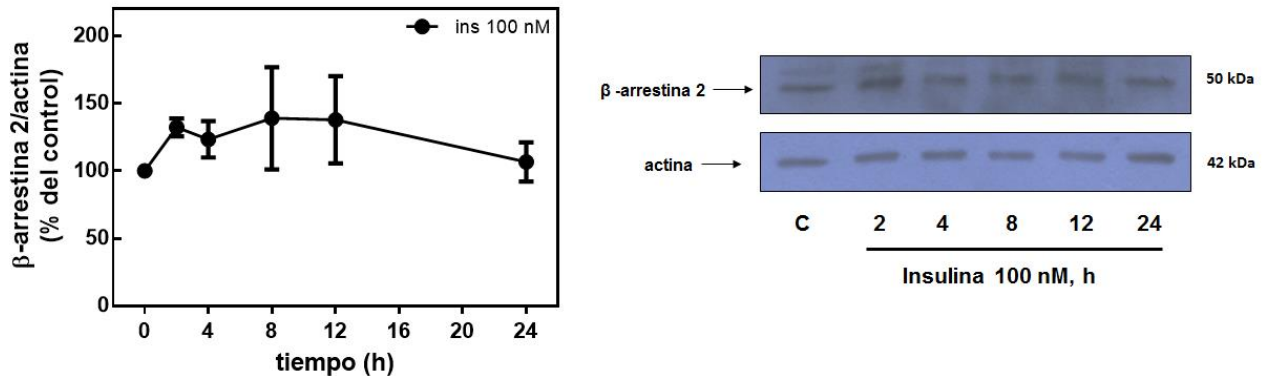 β-arrestina 2/actina
(% del control)
200
150
100
50
0
ins 100 nM
0 4 8 12 16 20 24
tiempo (h)
β -arrestina 2
50 kDa
actina
42 kDa
C 2 4 8 12 24
Insulina 100 nM, h